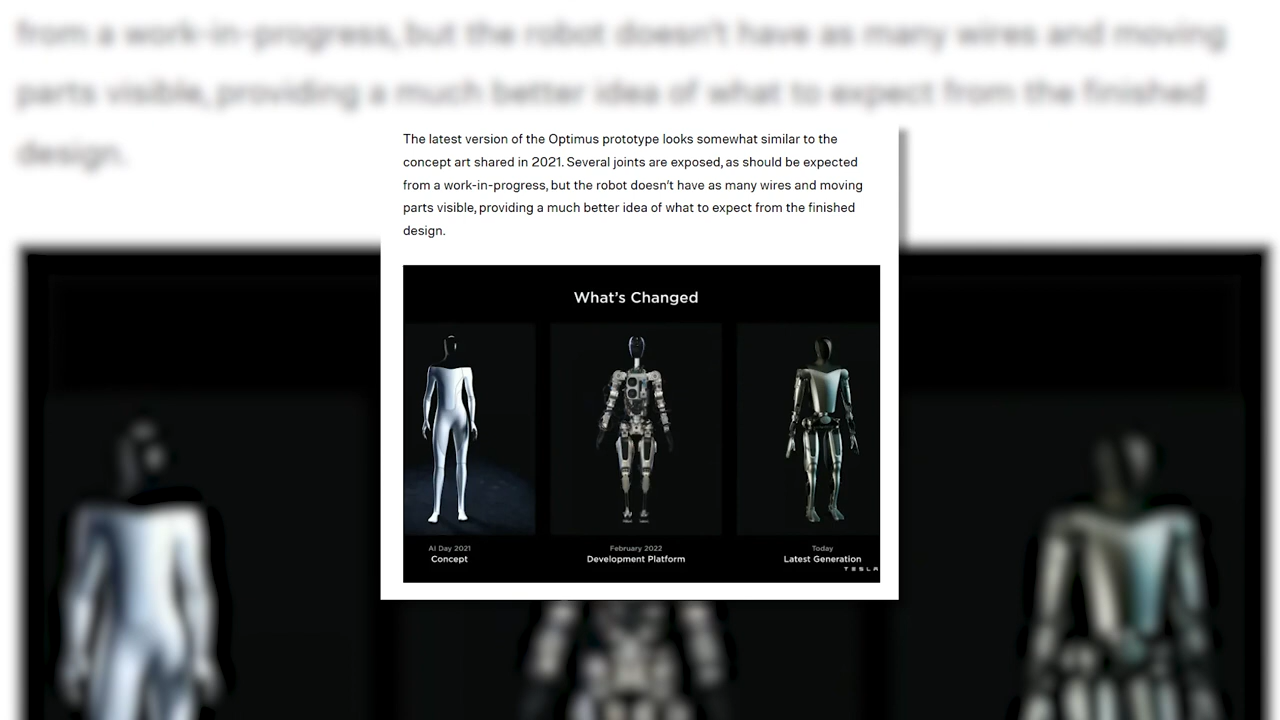 from a work-in-progress, but the robot doesn't have as many wires and moving
parts visible, providing a much better idea of what to expect from the finished
design.
The latest version of the Optimus prototype looks somewhat similar to the
concept art shared in 2021. Several joints are exposed, as should be expected
from a work-in-progress, but the robot doesn't have as many wires and moving
parts visible, providing a much better idea of what to expect from the finished
design.
What's Changed
AI Day 2021
Concept
February 2022
Development Platform
Today
Latest Generation
TESLA